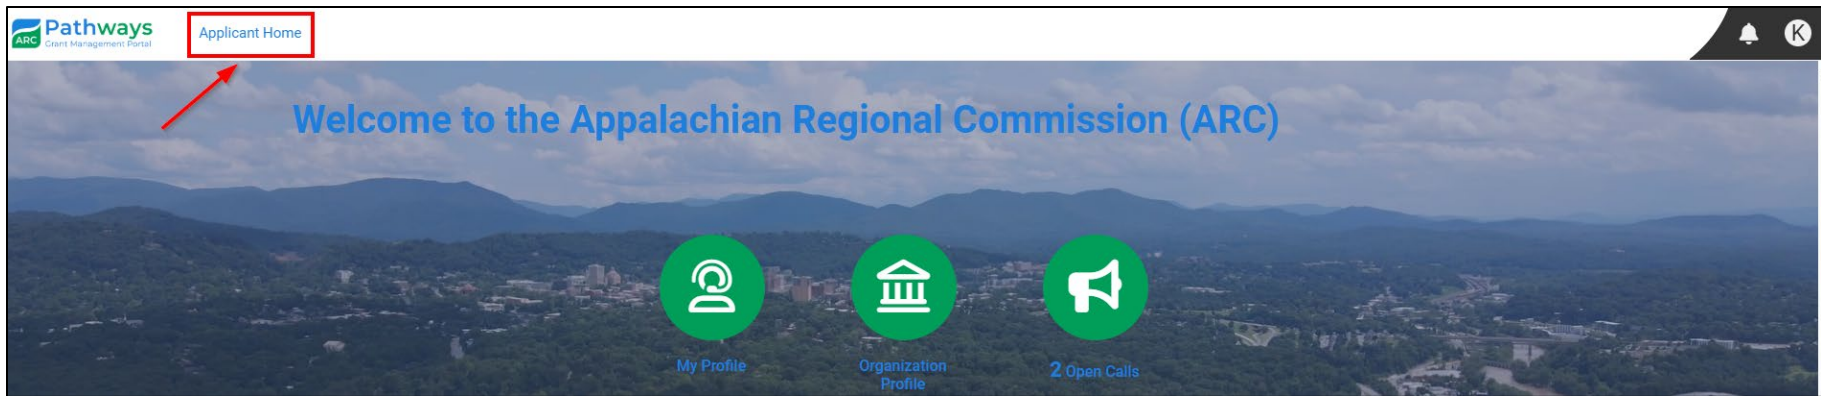 Pathways
ARC Grant Management Portal
Applicant Home
K
Welcome to the Appalachian Regional Commission (ARC)
My Profile
Organization
Profile
2 Open Calls